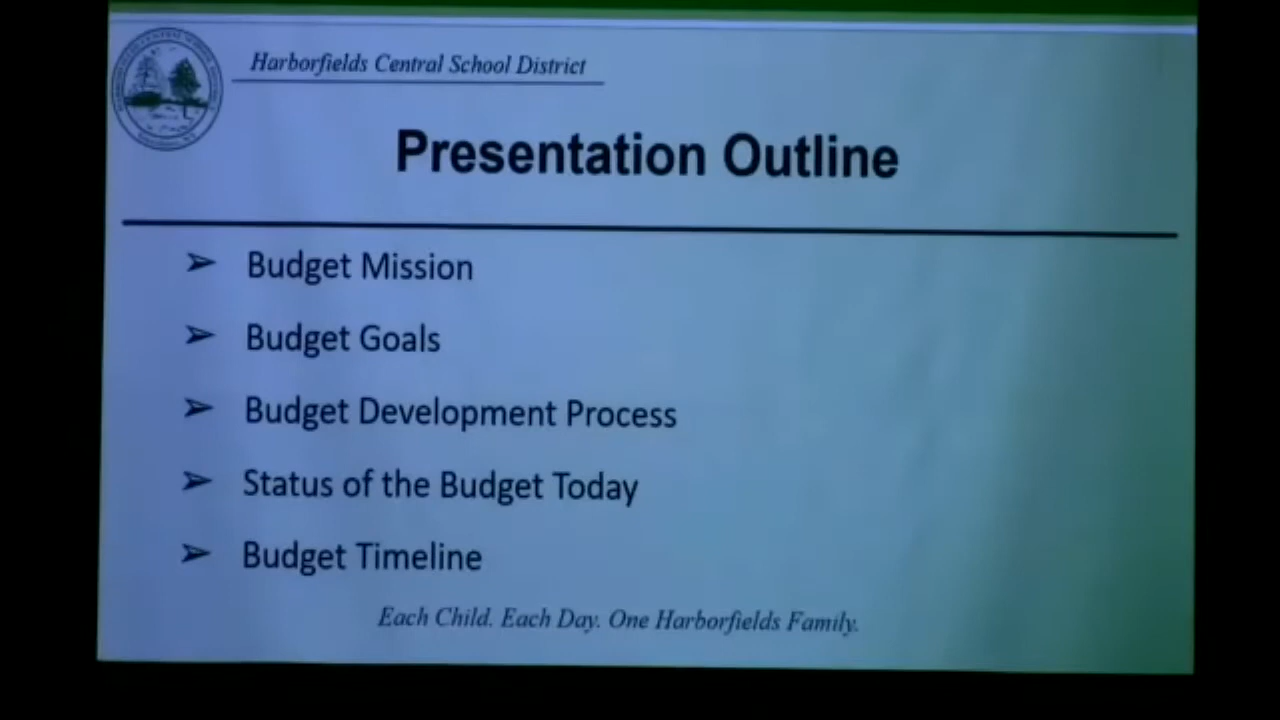 Harborfields Central School District
Presentation Outline
➢ Budget Mission
➢ Budget Goals
➢ Budget Development Process
➢ Status of the Budget Today
➢ Budget Timeline
Each Child. Each Day. One Harborfields Family.